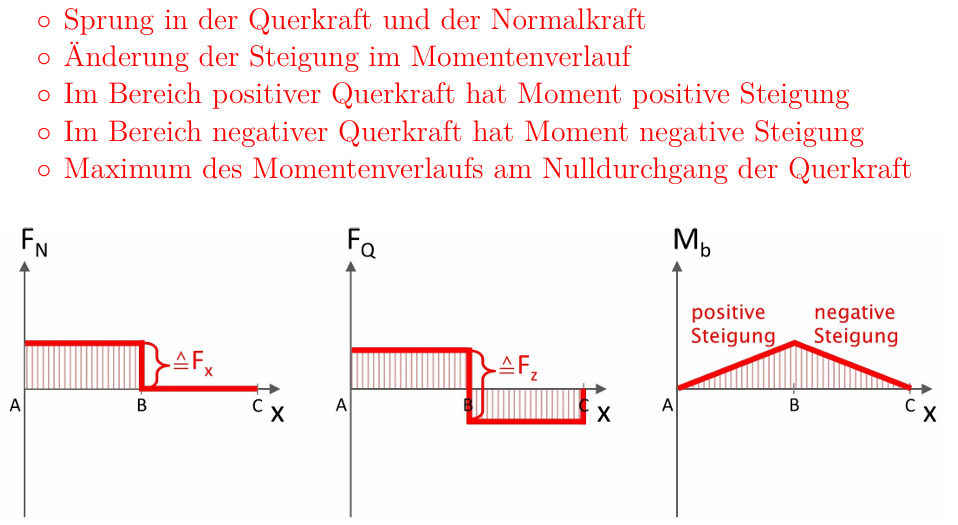 ◦ Sprung in der Querkraft und der Normalkraft
◦ Änderung der Steigung im Momentenverlauf
◦ Im Bereich positiver Querkraft hat Moment positive Steigung
◦ Im Bereich negativer Querkraft hat Moment negative Steigung
◦ Maximum des Momentenverlaufs am Nulldurchgang der Querkraft
F_N
≙F_x
A B C x
F_Q
≙F_z
A B C x
M_b
positive negative
Steigung Steigung
A B C x